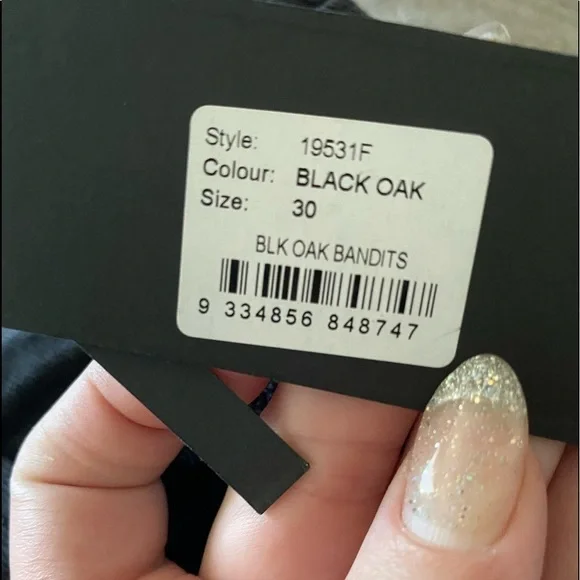 Style: 19531F
Colour: BLACK OAK
Size: 30
BLK OAK BANDITS
9 334856 848747